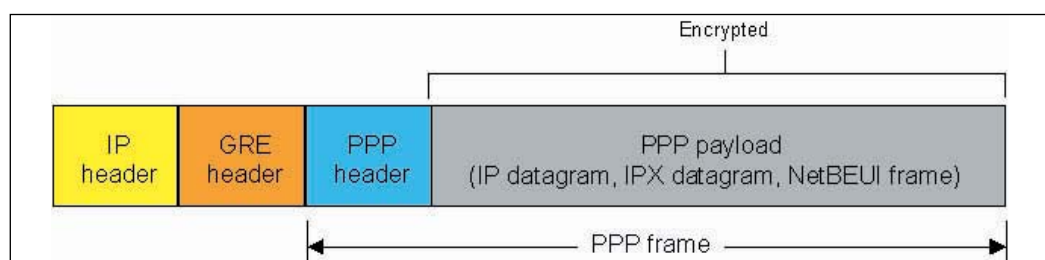 Encrypted
IP
header
GRE
header
PPP
header
PPP payload
(IP datagram, IPX datagram, NetBEUI frame)
PPP frame